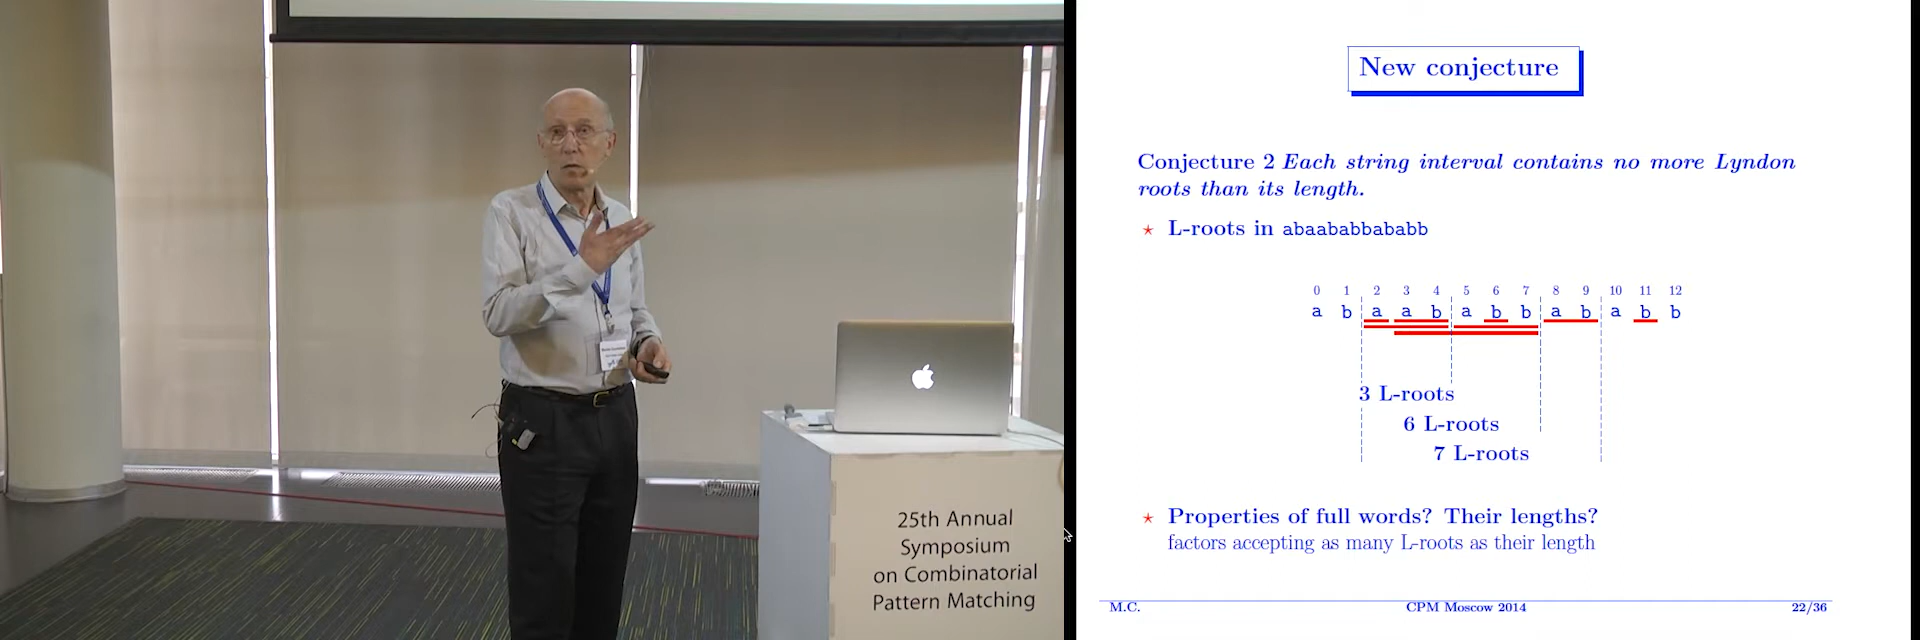 25th Annual
Symposium
on Combinatorial
Pattern Matching
New conjecture
Conjecture 2 Each string interval contains no more Lyndon
roots than its length.
⋆ L-roots in abaababbababb
0 1 2 3 4 5 6 7 8 9 10 11 12
a b a a b a b b a b a b b
3 L-roots
6 L-roots
7 L-roots
⋆ Properties of full words? Their lengths?
factors accepting as many L-roots as their length
M.C. CPM Moscow 2014 22/36